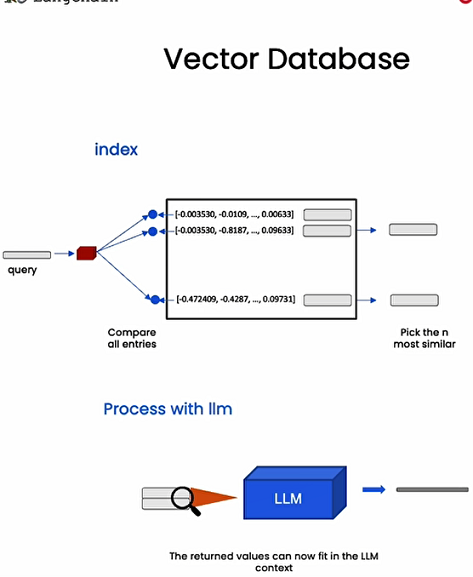 Vector Database
index
[-0.003530, -0.0109, ..., 0.00633]
[-0.003530, -0.8187, ..., 0.09633]
query
[-0.472409, -0.4287, ..., 0.09731]
Compare
all entries
Pick the n
most similar
Process with llm
LLM
The returned values can now fit in the LLM
context